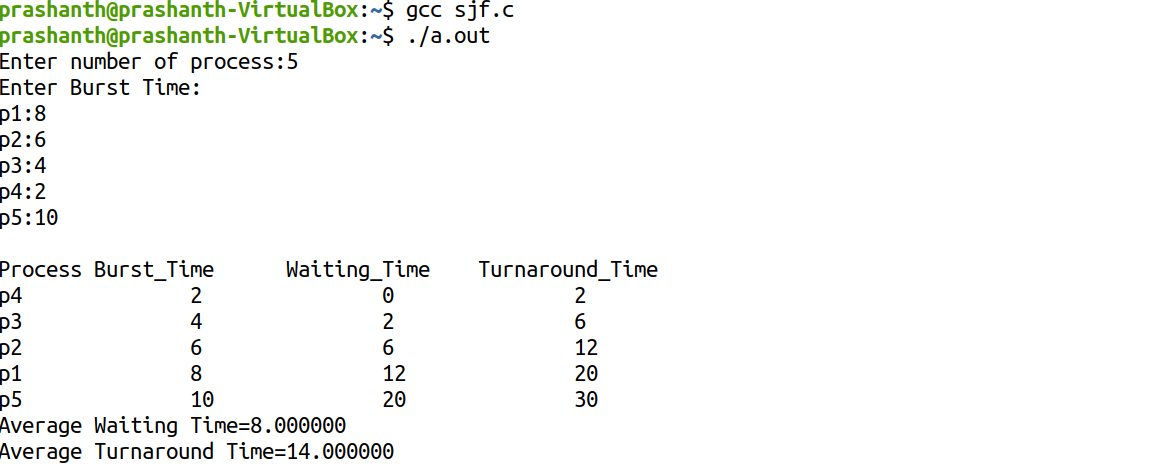 prashanth@prashanth-VirtualBox:~$ gcc sjf.c
prashanth@prashanth-VirtualBox:~$ ./a.out
Enter number of process:5
Enter Burst Time:
p1:8
p2:6
p3:4
p4:2
p5:10

Process Burst_Time      Waiting_Time    Turnaround_Time
p4              2               0               2
p3              4               2               6
p2              6               6               12
p1              8               12              20
p5              10              20              30
Average Waiting Time=8.000000
Average Turnaround Time=14.000000